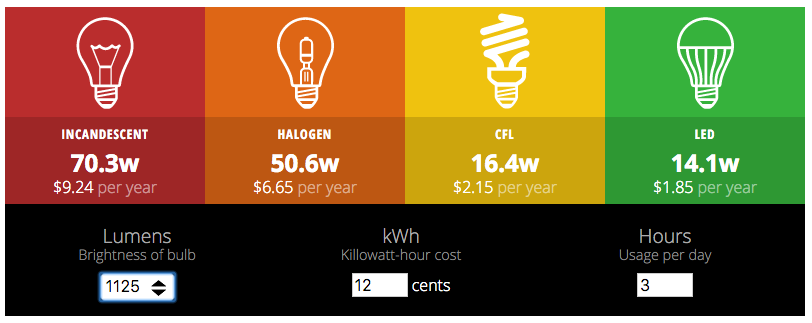 INCANDESCENT
70.3w
$9.24 per year
HALOGEN
50.6w
$6.65 per year
CFL
16.4w
$2.15 per year
LED
14.1w
$1.85 per year
Lumens
Brightness of bulb
1125
kWh
Killowatt-hour cost
12 cents
Hours
Usage per day
3